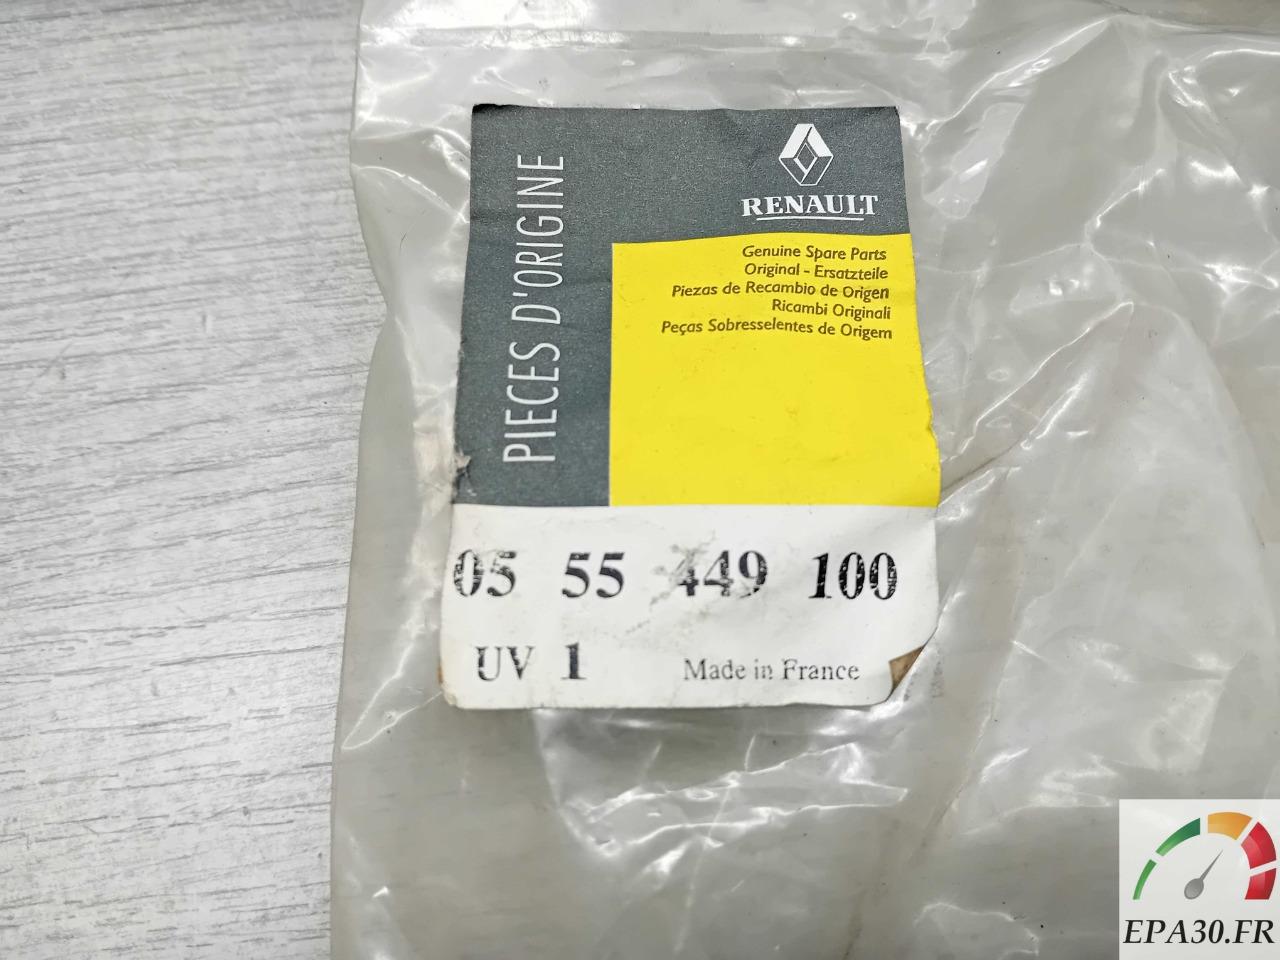 PIECES D'ORIGINE
RENAULT
Genuine Spare Parts
Original - Ersatzteile
Piezas de Recambio de Origen
Ricambi Originali
Peças Sobresselentes de Origem
05 55 449 100
UV 1 Made in France
EPA30.FR